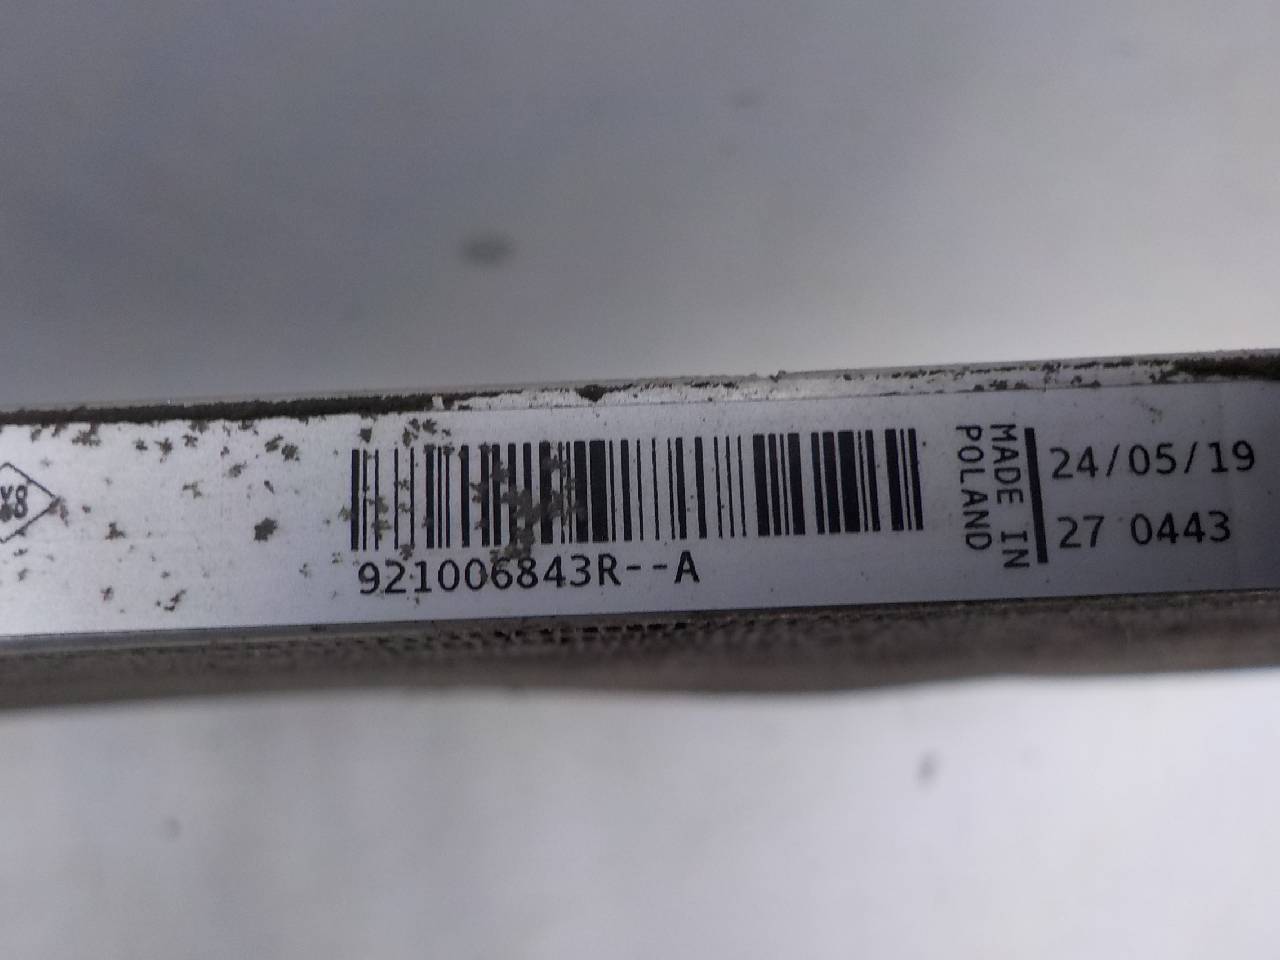 921006843R--A
MADE IN
POLAND
24/05/19
27 0443